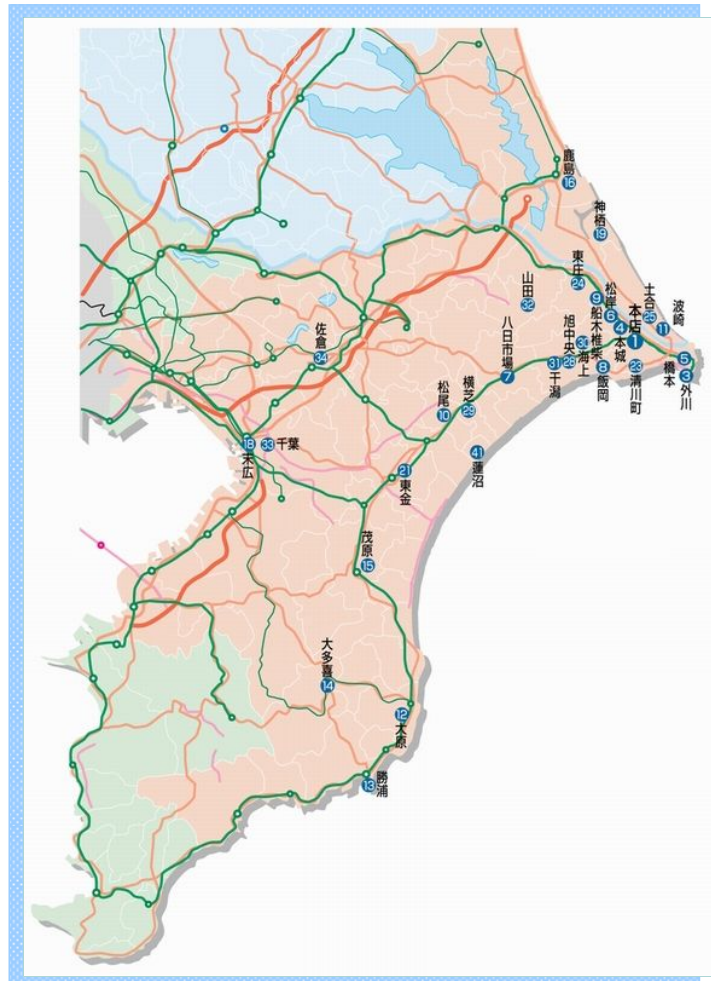 鹿島
16
神栖
19
東庄
24
山田
32
9
船木椎柴
松岸
6
4
本城
本店
1
土合
25
波崎
11
5
橋本
3
外川
23
清川町
8
飯岡
30
海上
旭中央
26
31
干潟
八日市場
7
横芝
29
松尾
10
佐倉
34
41
蓮沼
18
末広
33
千葉
21
東金
茂原
15
大多喜
14
12
大原
13
勝浦